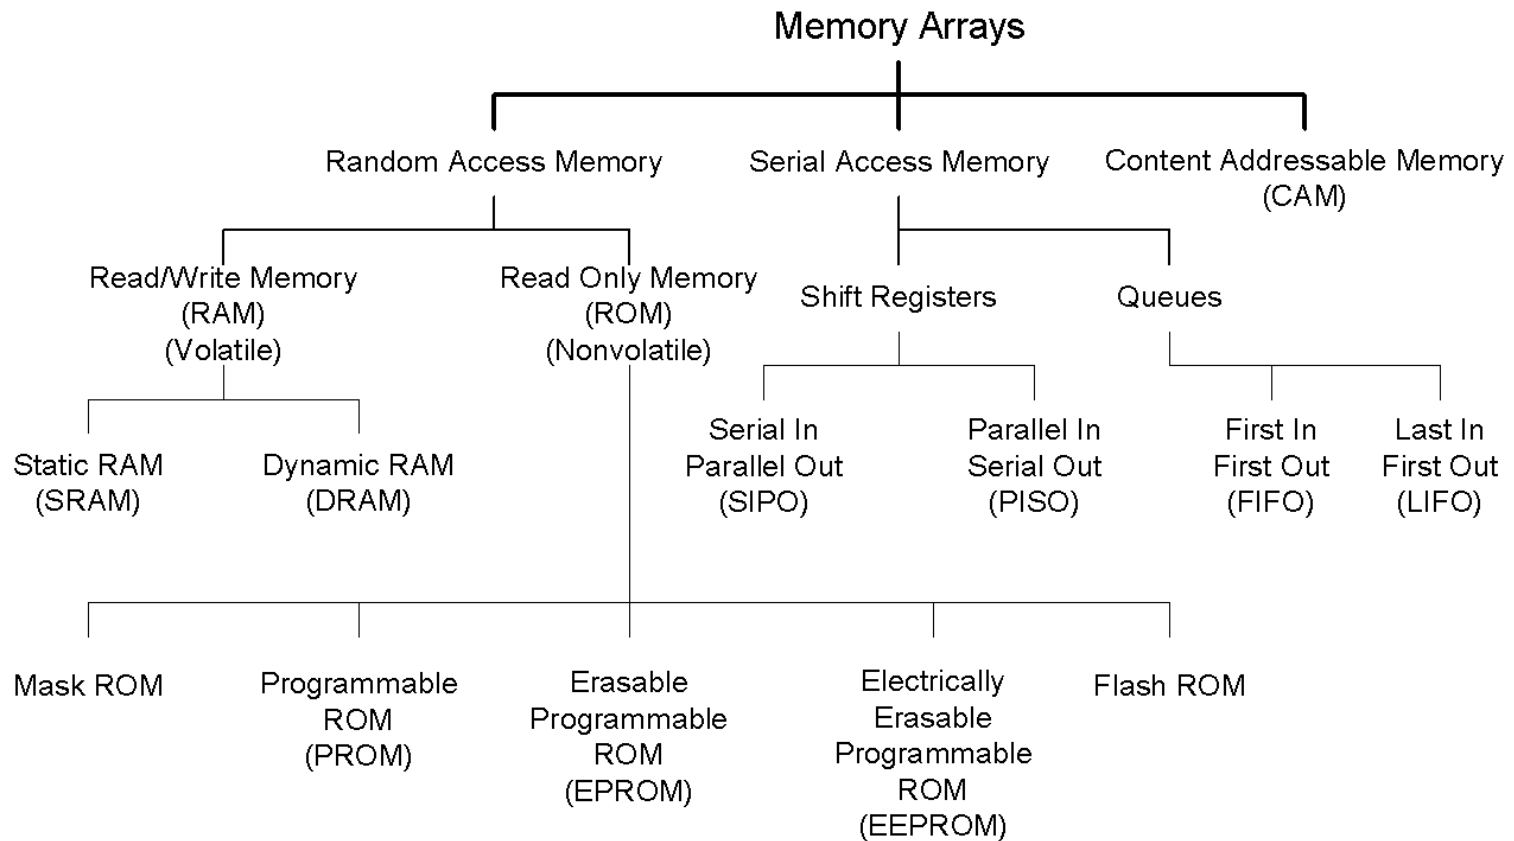 Memory Arrays
Random Access Memory
Serial Access Memory
Content Addressable Memory
(CAM)
Read/Write Memory
(RAM)
(Volatile)
Read Only Memory
(ROM)
(Nonvolatile)
Shift Registers
Queues
Static RAM
(SRAM)
Dynamic RAM
(DRAM)
Serial In
Parallel Out
(SIPO)
Parallel In
Serial Out
(PISO)
First In
First Out
(FIFO)
Last In
First Out
(LIFO)
Mask ROM
Programmable
ROM
(PROM)
Erasable
Programmable
ROM
(EPROM)
Electrically
Erasable
Programmable
ROM
(EEPROM)
Flash ROM